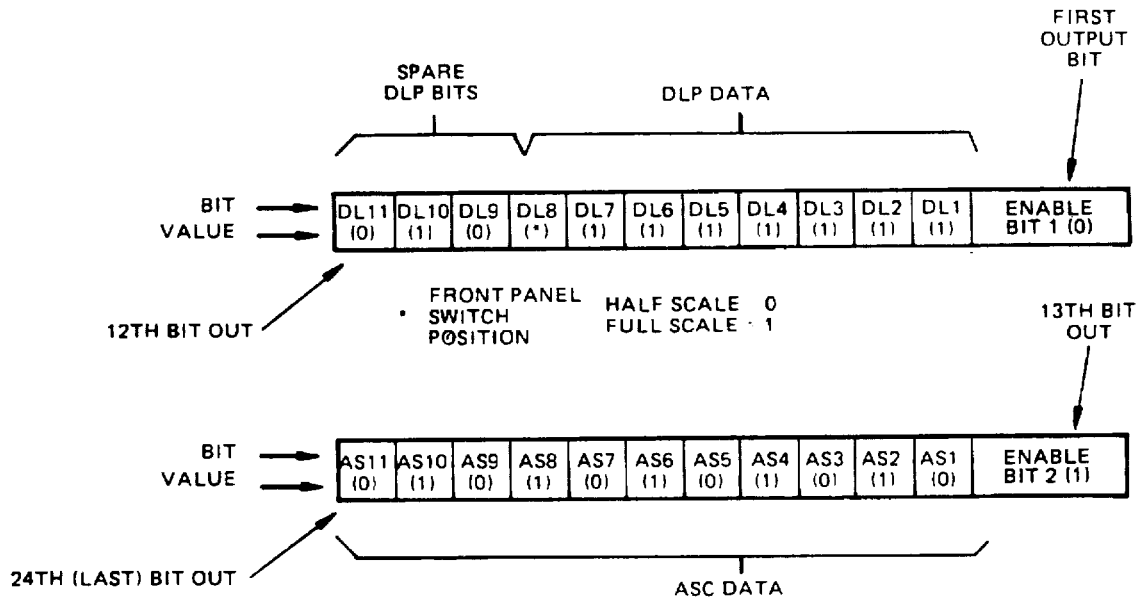 FIRST
OUTPUT
BIT
SPARE
DLP BITS
DLP DATA
BIT
VALUE
DL11 DL10 DL9 DL8 DL7 DL6 DL5 DL4 DL3 DL2 DL1 ENABLE
(0) (1) (0) (*) (1) (1) (1) (1) (1) (1) (1) BIT 1 (0)
12TH BIT OUT
* FRONT PANEL
SWITCH
POSITION
HALF SCALE 0
FULL SCALE - 1
13TH BIT
OUT
BIT
VALUE
AS11 AS10 AS9 AS8 AS7 AS6 AS5 AS4 AS3 AS2 AS1 ENABLE
(0) (1) (0) (1) (0) (1) (0) (1) (0) (1) (0) BIT 2 (1)
24TH (LAST) BIT OUT
ASC DATA